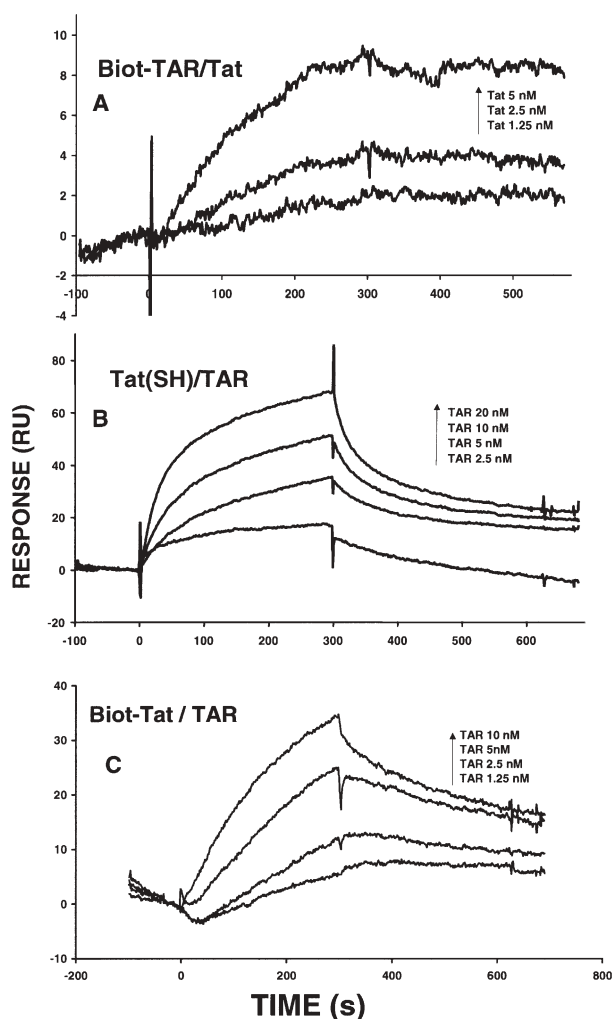 Biot-TAR/Tat
A
Tat 5 nM
Tat 2.5 nM
Tat 1.25 nM
10
8
6
4
2
0
-2
-4
-100
0
100
200
300
400
500
Tat(SH)/TAR
B
TAR 20 nM
TAR 10 nM
TAR 5 nM
TAR 2.5 nM
80
60
40
20
0
-20
-100
0
100
200
300
400
500
600
RESPONSE (RU)
Biot-Tat / TAR
C
TAR 10 nM
TAR 5nM
TAR 2.5 nM
TAR 1.25 nM
40
30
20
10
0
-10
-200
0
200
400
600
800
TIME (s)